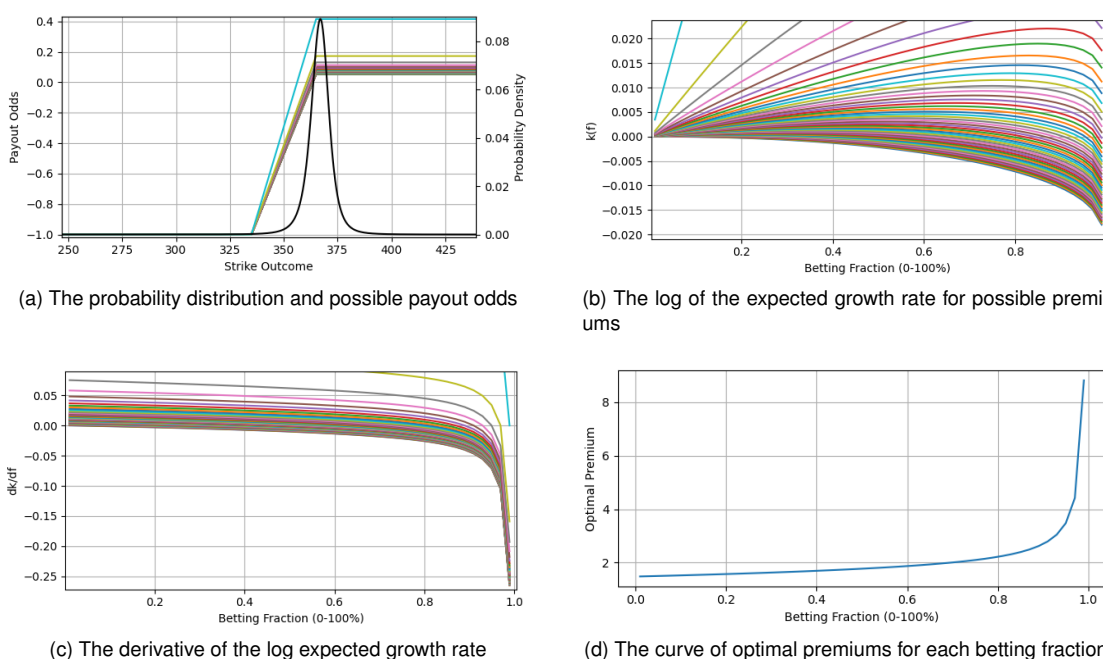 0.4
0.2
0.0
−0.2
−0.4
−0.6
−0.8
−1.0
Payout Odds
0.08
0.06
0.04
0.02
0.00
Probability Density
250 275 300 325 350 375 400 425
Strike Outcome
(a) The probability distribution and possible payout odds
0.020
0.015
0.010
0.005
0.000
−0.005
−0.010
−0.015
−0.020
k(f)
0.2 0.4 0.6 0.8
Betting Fraction (0-100%)
(b) The log of the expected growth rate for possible premi
ums
0.05
0.00
−0.05
−0.10
−0.15
−0.20
−0.25
dk/df
0.2 0.4 0.6 0.8 1.0
Betting Fraction (0-100%)
(c) The derivative of the log expected growth rate
8
6
4
2
Optimal Premium
0.0 0.2 0.4 0.6 0.8 1.0
Betting Fraction (0-100%)
(d) The curve of optimal premiums for each betting fraction